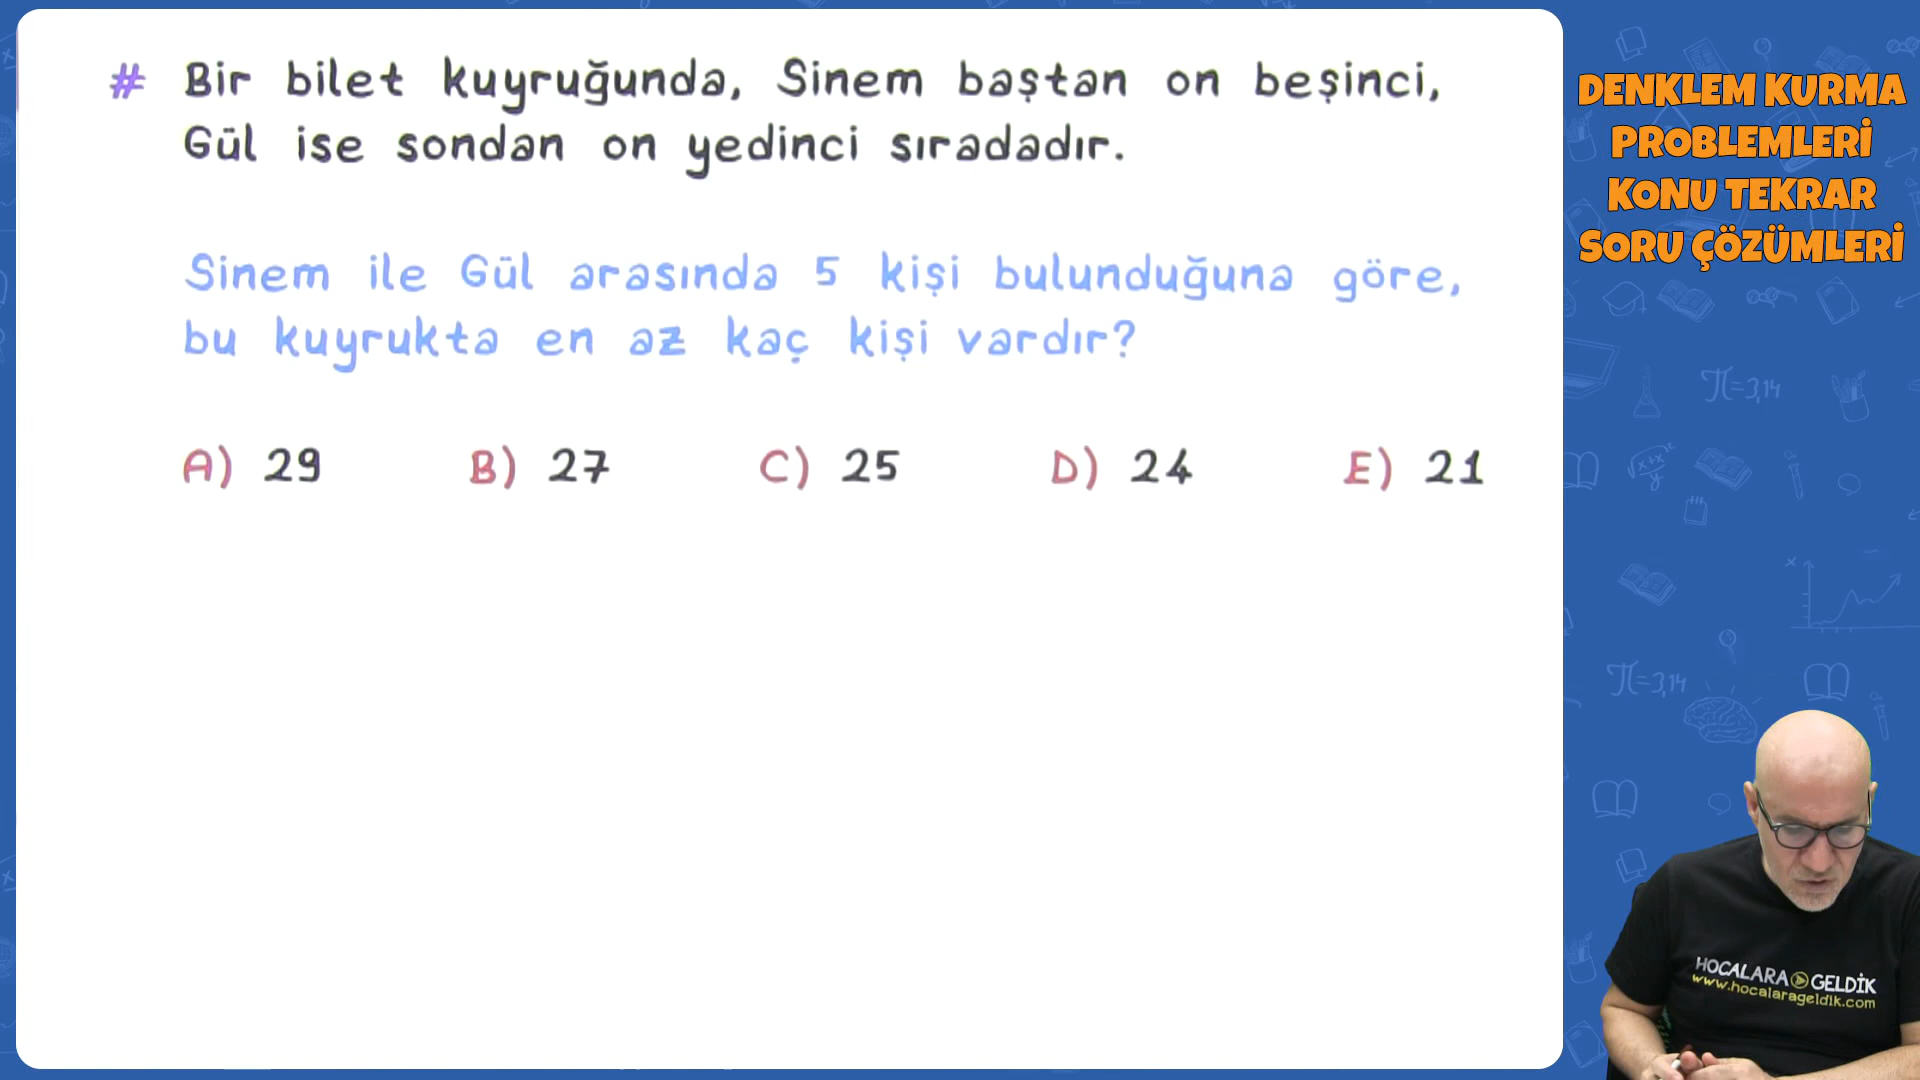 # Bir bilet kuyruğunda, Sinem baştan on beşinci,
Gül ise sondan on yedinci sıradadır.
Sinem ile Gül arasında 5 kişi bulunduğuna göre,
bu kuyrukta en az kaç kişi vardır?
A) 29 B) 27 C) 25 D) 24 E) 21
DENKLEM KURMA
PROBLEMLERİ
KONU TEKRAR
SORU ÇÖZÜMLERİ
π=3,14
π=3,14
HOCALARA GELDİK
www.hocalarageldik.com